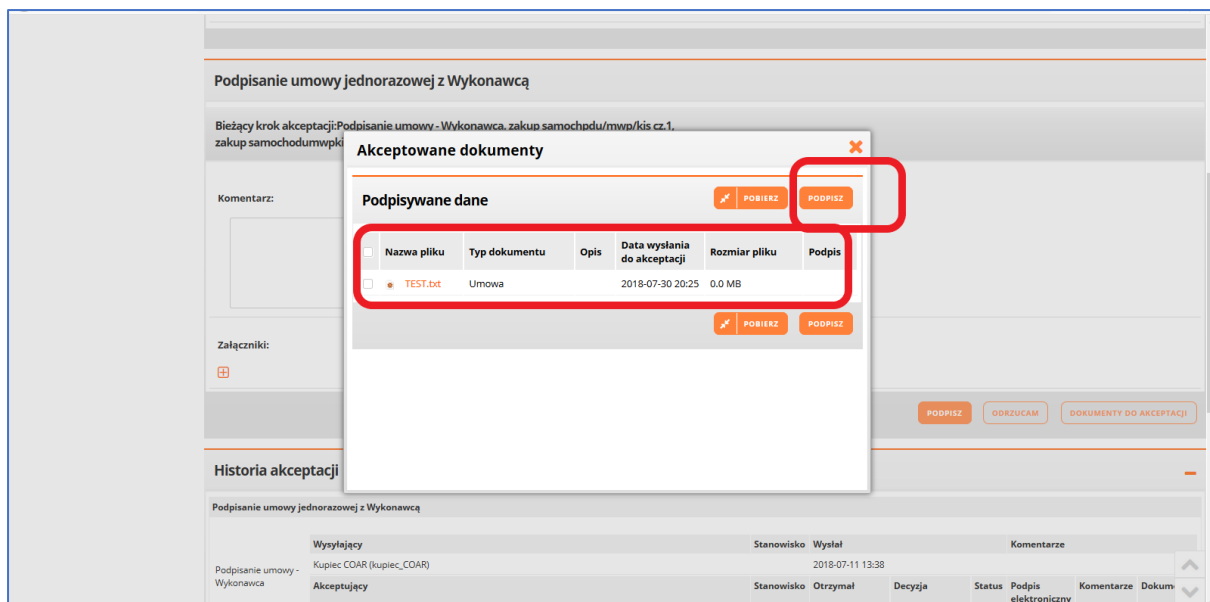 Podpisanie umowy jednorazowej z Wykonawcą
Bieżący krok akceptacji:Podpisanie umowy - Wykonawca. zakup samochpdu/mwp/kis cz.1,
zakup samochodumwpki
Akceptowane dokumenty
Komentarz:
Podpisywane dane
POBIERZ
PODPISZ
Nazwa pliku Typ dokumentu Opis Data wysłania do akceptacji Rozmiar pliku Podpis
TEST.txt Umowa 2018-07-30 20:25 0.0 MB
POBIERZ
PODPISZ
Załączniki:
PODPISZ ODRZUCAM DOKUMENTY DO AKCEPTACJI
Historia akceptacji
Podpisanie umowy jednorazowej z Wykonawcą
Wysyłający Stanowisko Wysłał Komentarze
Podpisanie umowy - Wykonawca
Kupiec COAR (kupiec_COAR) 2018-07-11 13:38
Akceptujący Stanowisko Otrzymał Decyzja Status Podpis elektroniczny Komentarze Dokum